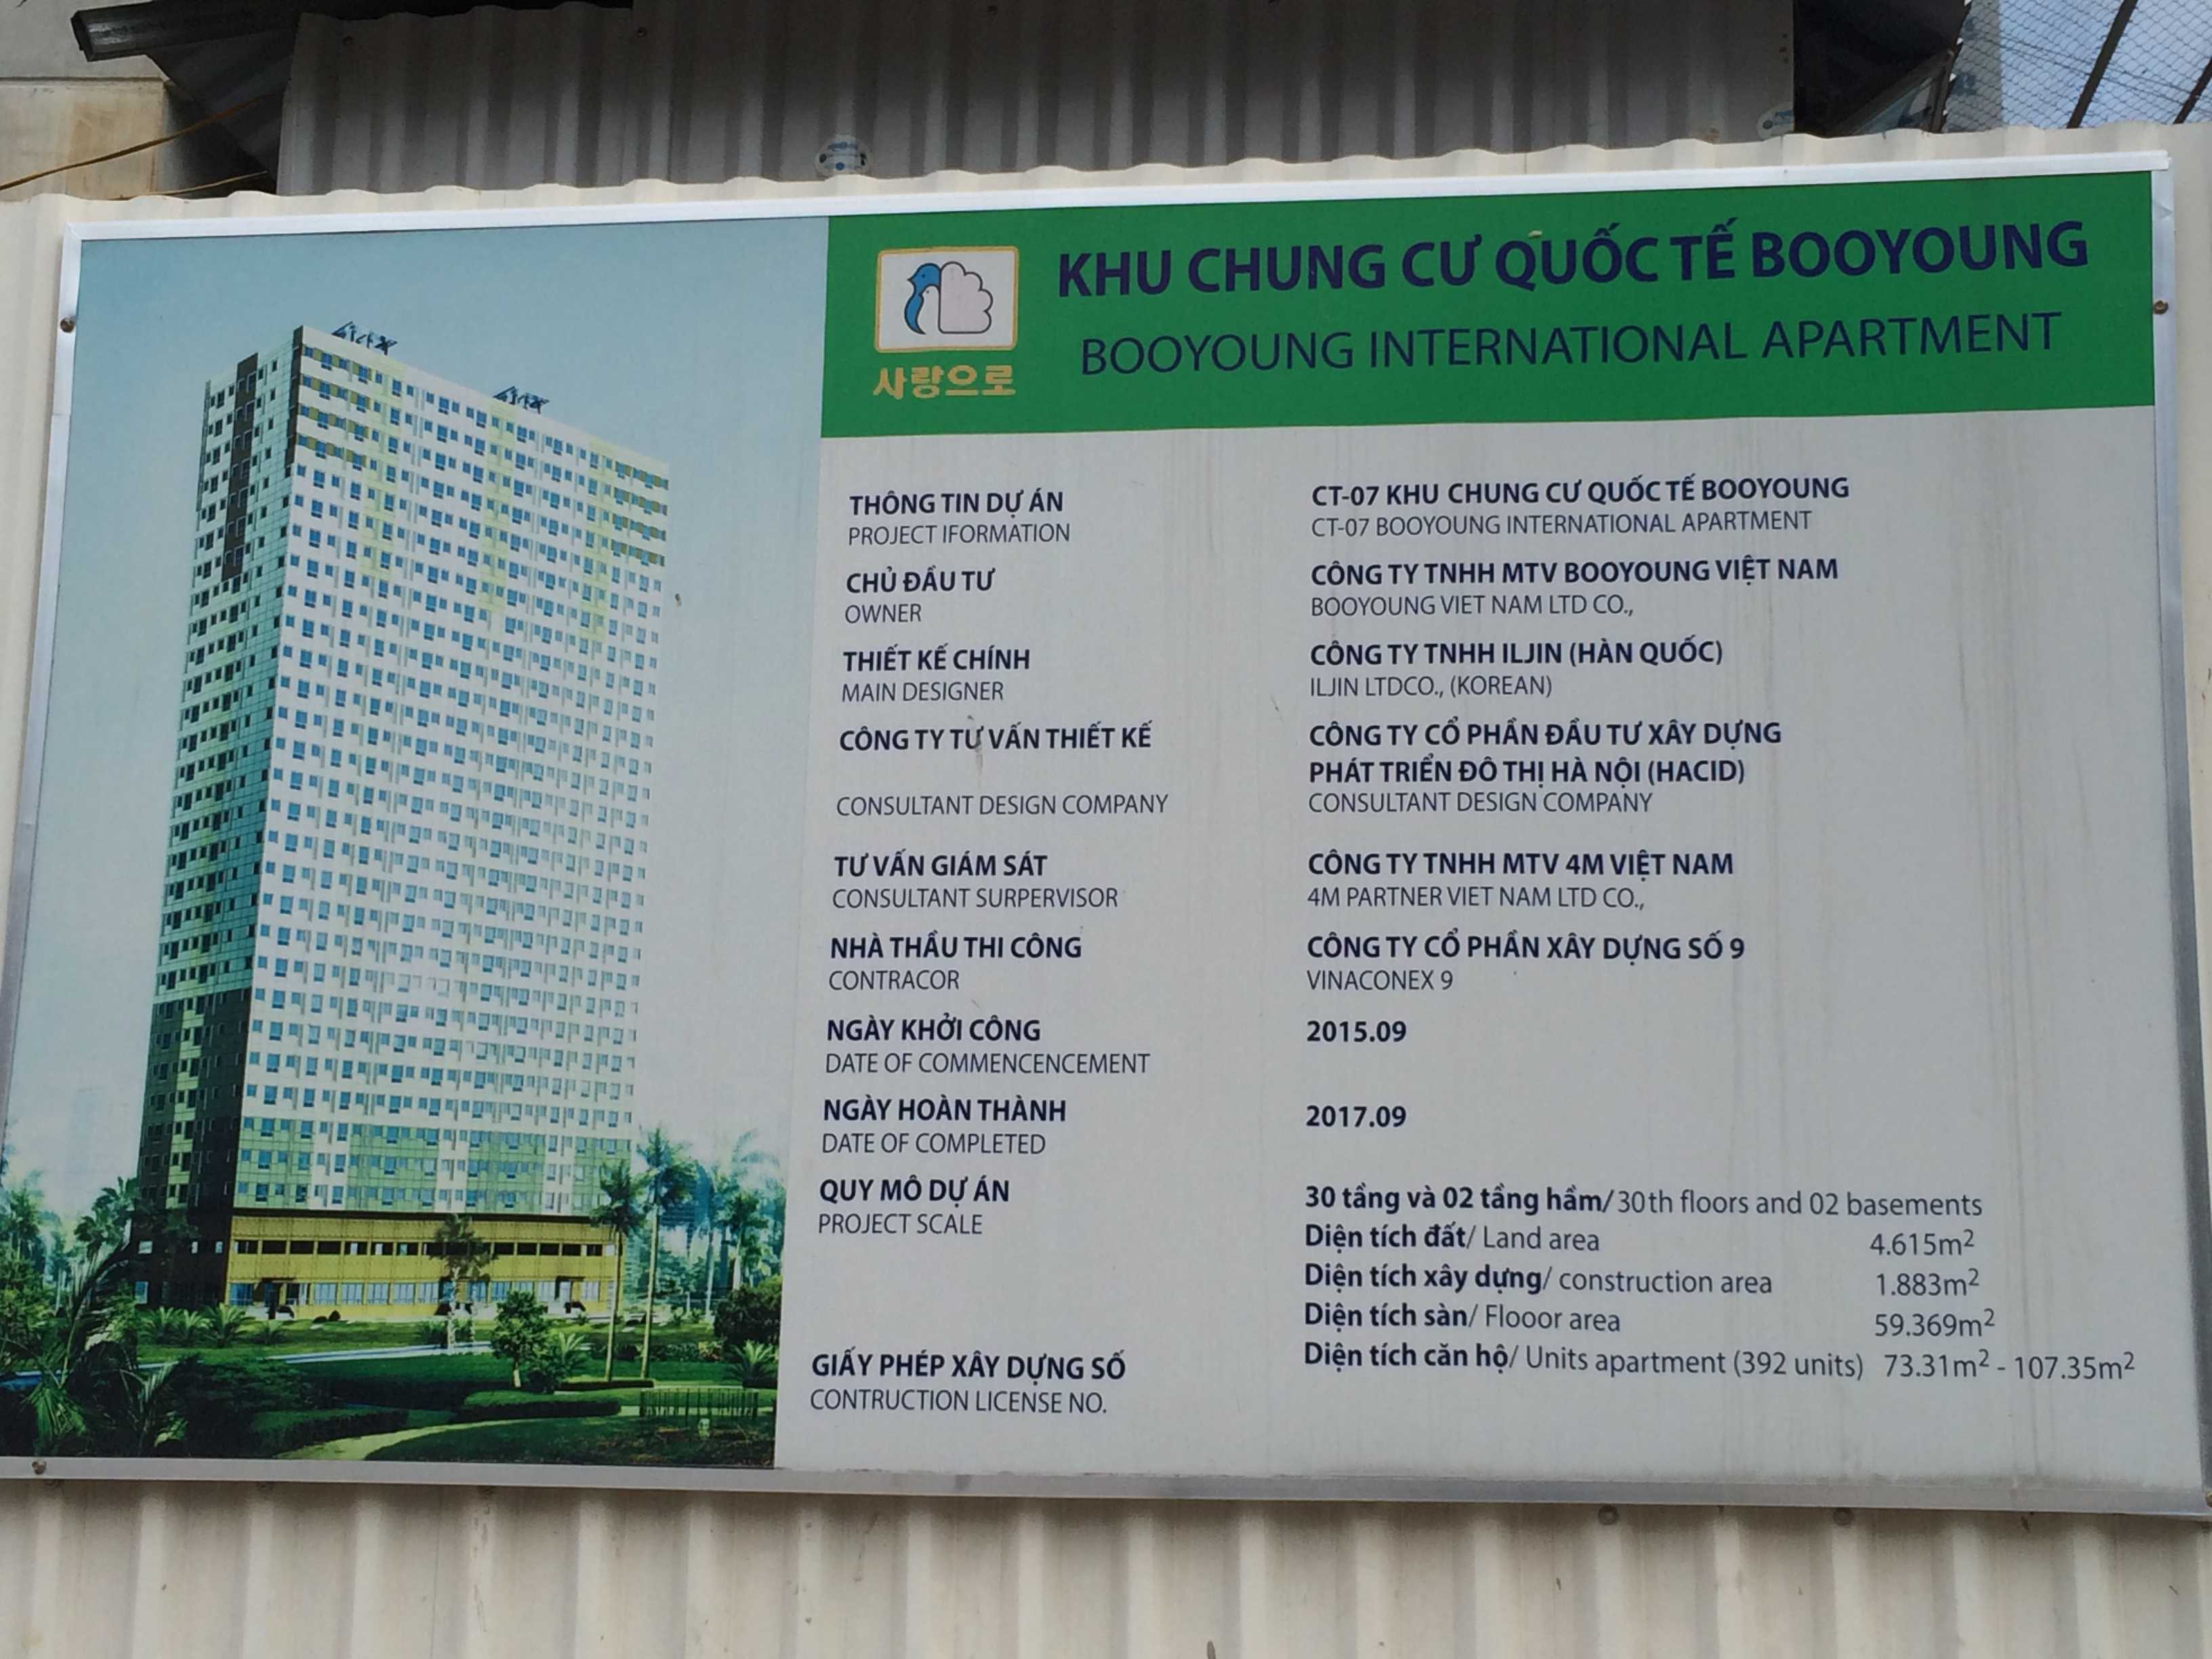 KHU CHUNG CƯ QUỐC TẾ BOOYOUNG
BOOYOUNG INTERNATIONAL APARTMENT
사랑으로
THÔNG TIN DỰ ÁN
PROJECT IFORMATION
CT-07 KHU CHUNG CƯ QUỐC TẾ BOOYOUNG
CT-07 BOOYOUNG INTERNATIONAL APARTMENT
CHỦ ĐẦU TƯ
OWNER
CÔNG TY TNHH MTV BOOYOUNG VIỆT NAM
BOOYOUNG VIET NAM LTD CO.,
THIẾT KẾ CHÍNH
MAIN DESIGNER
CÔNG TY TNHH ILJIN (HÀN QUỐC)
ILJIN LTDCO., (KOREAN)
CÔNG TY TƯ VẤN THIẾT KẾ
CONSULTANT DESIGN COMPANY
CÔNG TY CỔ PHẦN ĐẦU TƯ XÂY DỰNG
PHÁT TRIỂN ĐÔ THỊ HÀ NỘI (HACID)
CONSULTANT DESIGN COMPANY
TƯ VẤN GIÁM SÁT
CONSULTANT SURPERVISOR
CÔNG TY TNHH MTV 4M VIỆT NAM
4M PARTNER VIET NAM LTD CO.,
NHÀ THẦU THI CÔNG
CONTRACOR
CÔNG TY CỔ PHẦN XÂY DỰNG SỐ 9
VINACONEX 9
NGÀY KHỞI CÔNG
DATE OF COMMENCENCEMENT
2015.09
NGÀY HOÀN THÀNH
DATE OF COMPLETED
2017.09
QUY MÔ DỰ ÁN
PROJECT SCALE
30 tầng và 02 tầng hầm/ 30th floors and 02 basements
Diện tích đất/ Land area 4.615m²
Diện tích xây dựng/ construction area 1.883m²
Diện tích sàn/ Flooor area 59.369m²
Diện tích căn hộ/ Units apartment (392 units) 73.31m² - 107.35m²
GIẤY PHÉP XÂY DỰNG SỐ
CONTRUCTION LICENSE NO.